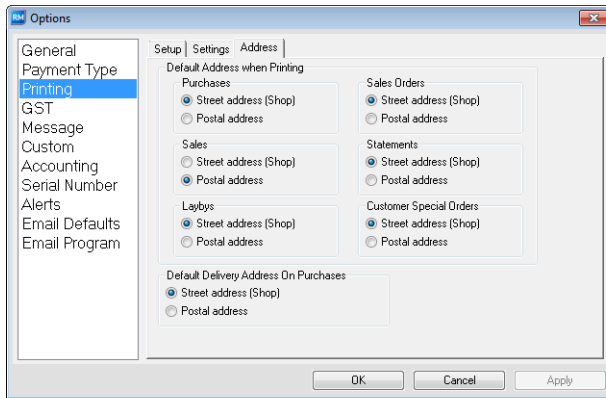 RM Options
General
Payment Type
Printing
GST
Message
Custom
Accounting
Serial Number
Alerts
Email Defaults
Email Program
Setup Settings Address
Default Address when Printing
Purchases
Street address (Shop)
Postal address
Sales Orders
Street address (Shop)
Postal address
Sales
Street address (Shop)
Postal address
Statements
Street address (Shop)
Postal address
Laybys
Street address (Shop)
Postal address
Customer Special Orders
Street address (Shop)
Postal address
Default Delivery Address On Purchases
Street address (Shop)
Postal address
OK Cancel Apply